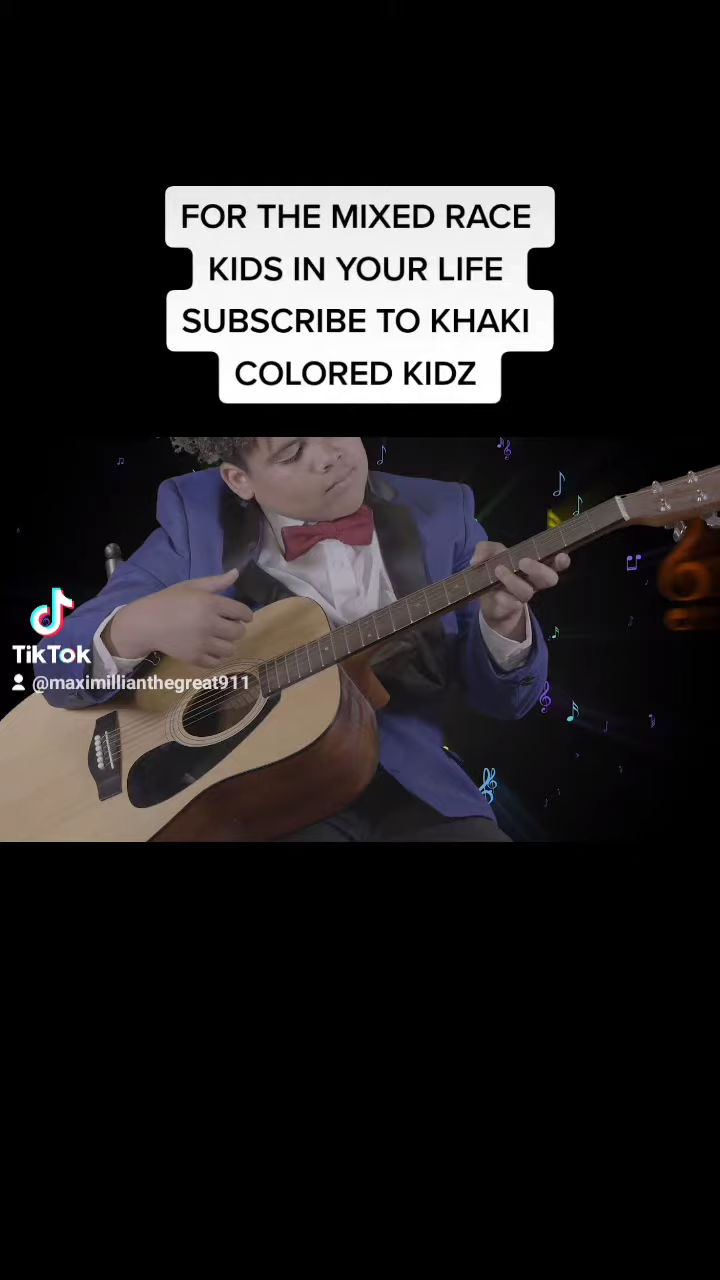 FOR THE MIXED RACE
KIDS IN YOUR LIFE
SUBSCRIBE TO KHAKI
COLORED KIDZ
TikTok
@maximillianthegreat911